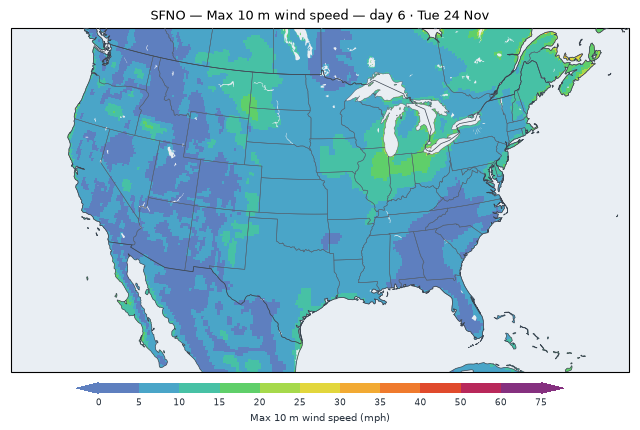 SFNO — Max 10 m wind speed — day 6 · Tue 24 Nov
0 5 10 15 20 25 30 35 40 50 60 75
Max 10 m wind speed (mph)